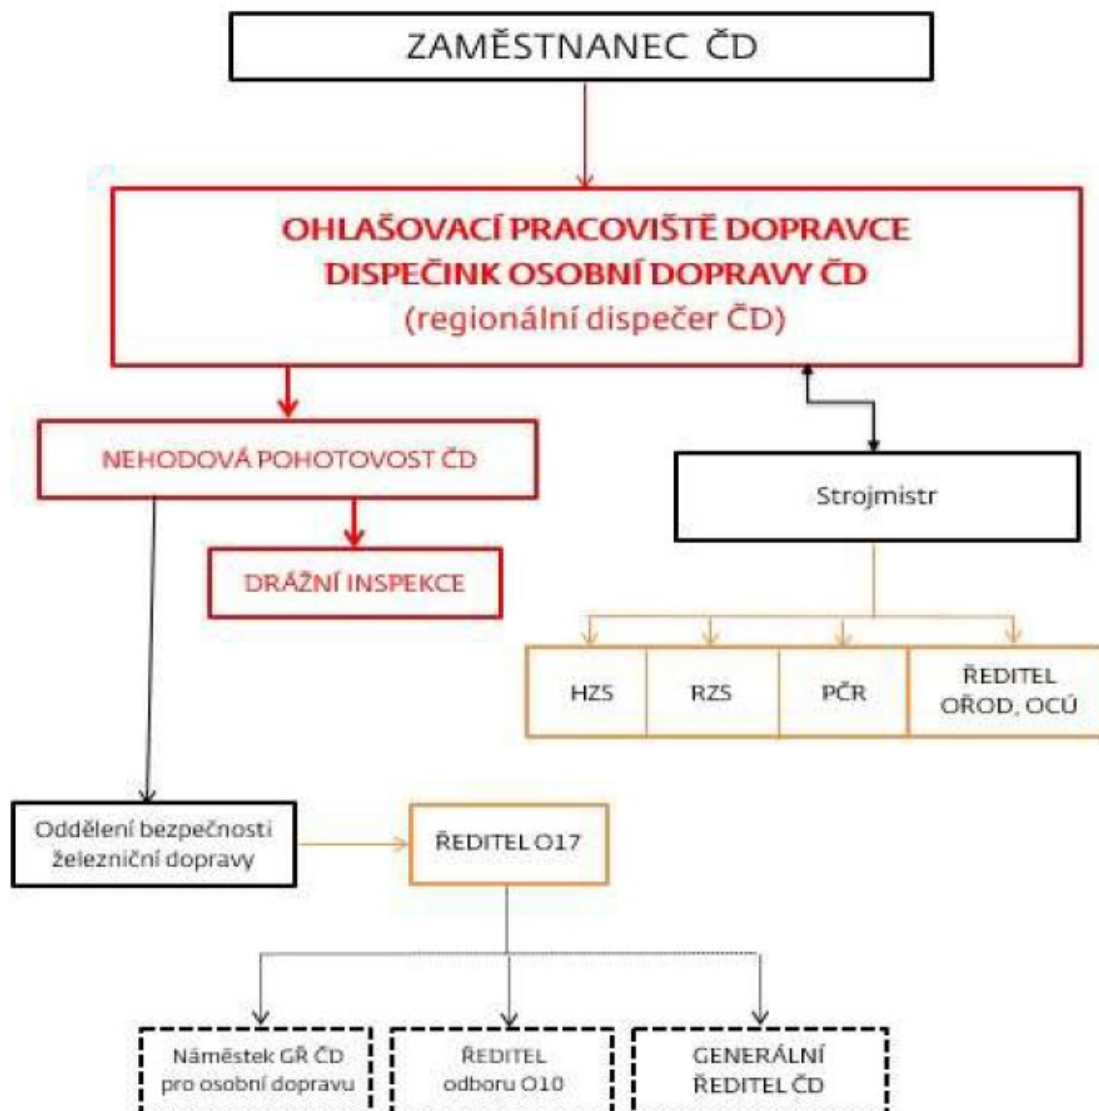 ZAMĚSTNANEC ČD
OHLAŠOVACÍ PRACOVIŠTĚ DOPRAVCE
DISPEČINK OSOBNÍ DOPRAVY ČD
(regionální dispečer ČD)
NEHODOVÁ POHOTOVOST ČD
Strojmistr
DRÁŽNÍ INSPEKCE
HZS
RZS
PČR
ŘEDITEL
OŘOD, OCÚ
Oddělení bezpečnosti
železniční dopravy
ŘEDITEL O17
Náměstek GŘ ČD
pro osobní dopravu
ŘEDITEL
odboru O10
GENERÁLNÍ
ŘEDITEL ČD